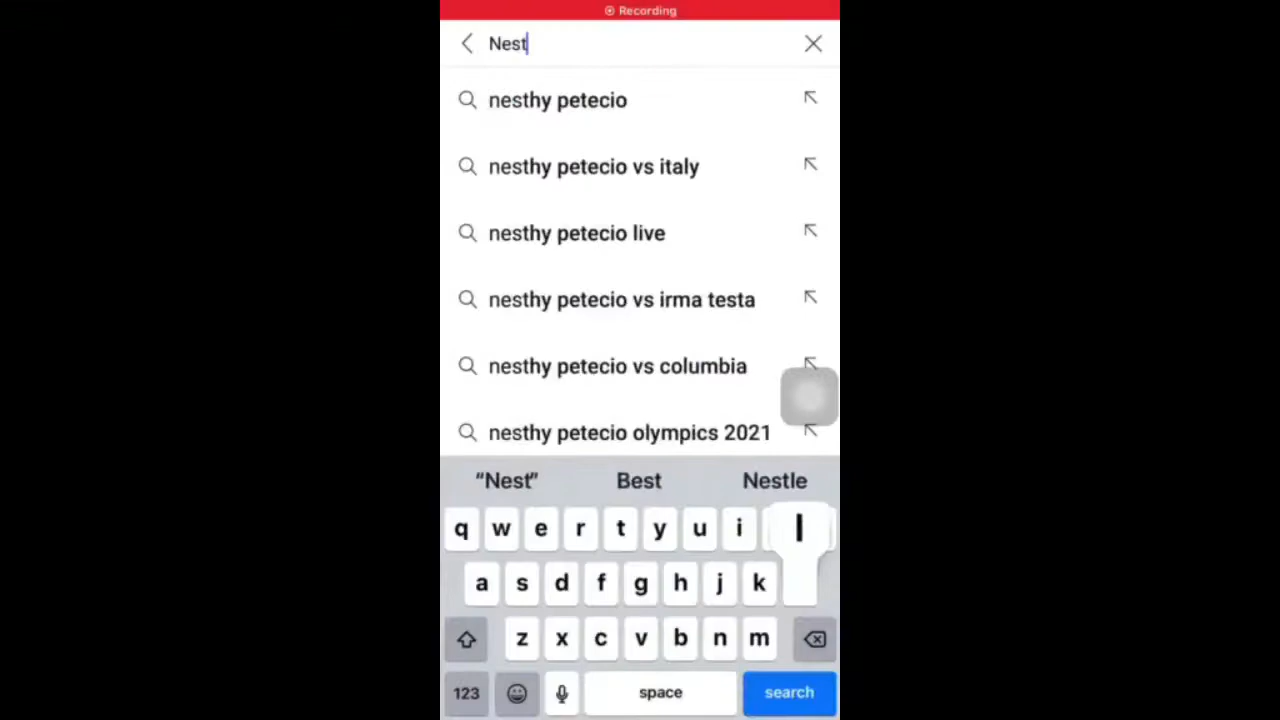 Recording
Nest
nesthy petecio
nesthy petecio vs italy
nesthy petecio live
nesthy petecio vs irma testa
nesthy petecio vs columbia
nesthy petecio olympics 2021
“Nest” Best Nestle
q w e r t y u i l
a s d f g h j k
z x c v b n m
123 space search